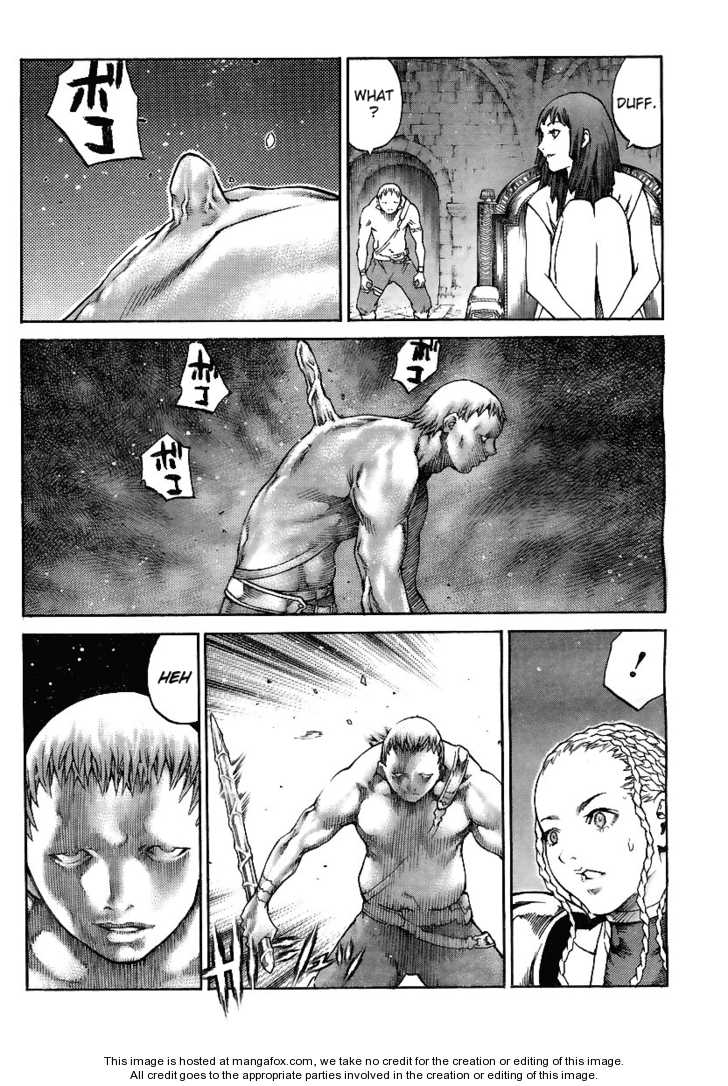 DUFF.
WHAT
?
ボコ
ボコ
ボコ
ボコ
!
HEH
This image is hosted at mangafox.com, we take no credit for the creation or editing of this image.
All credit goes to the appropriate parties involved in the creation or editing of this image.